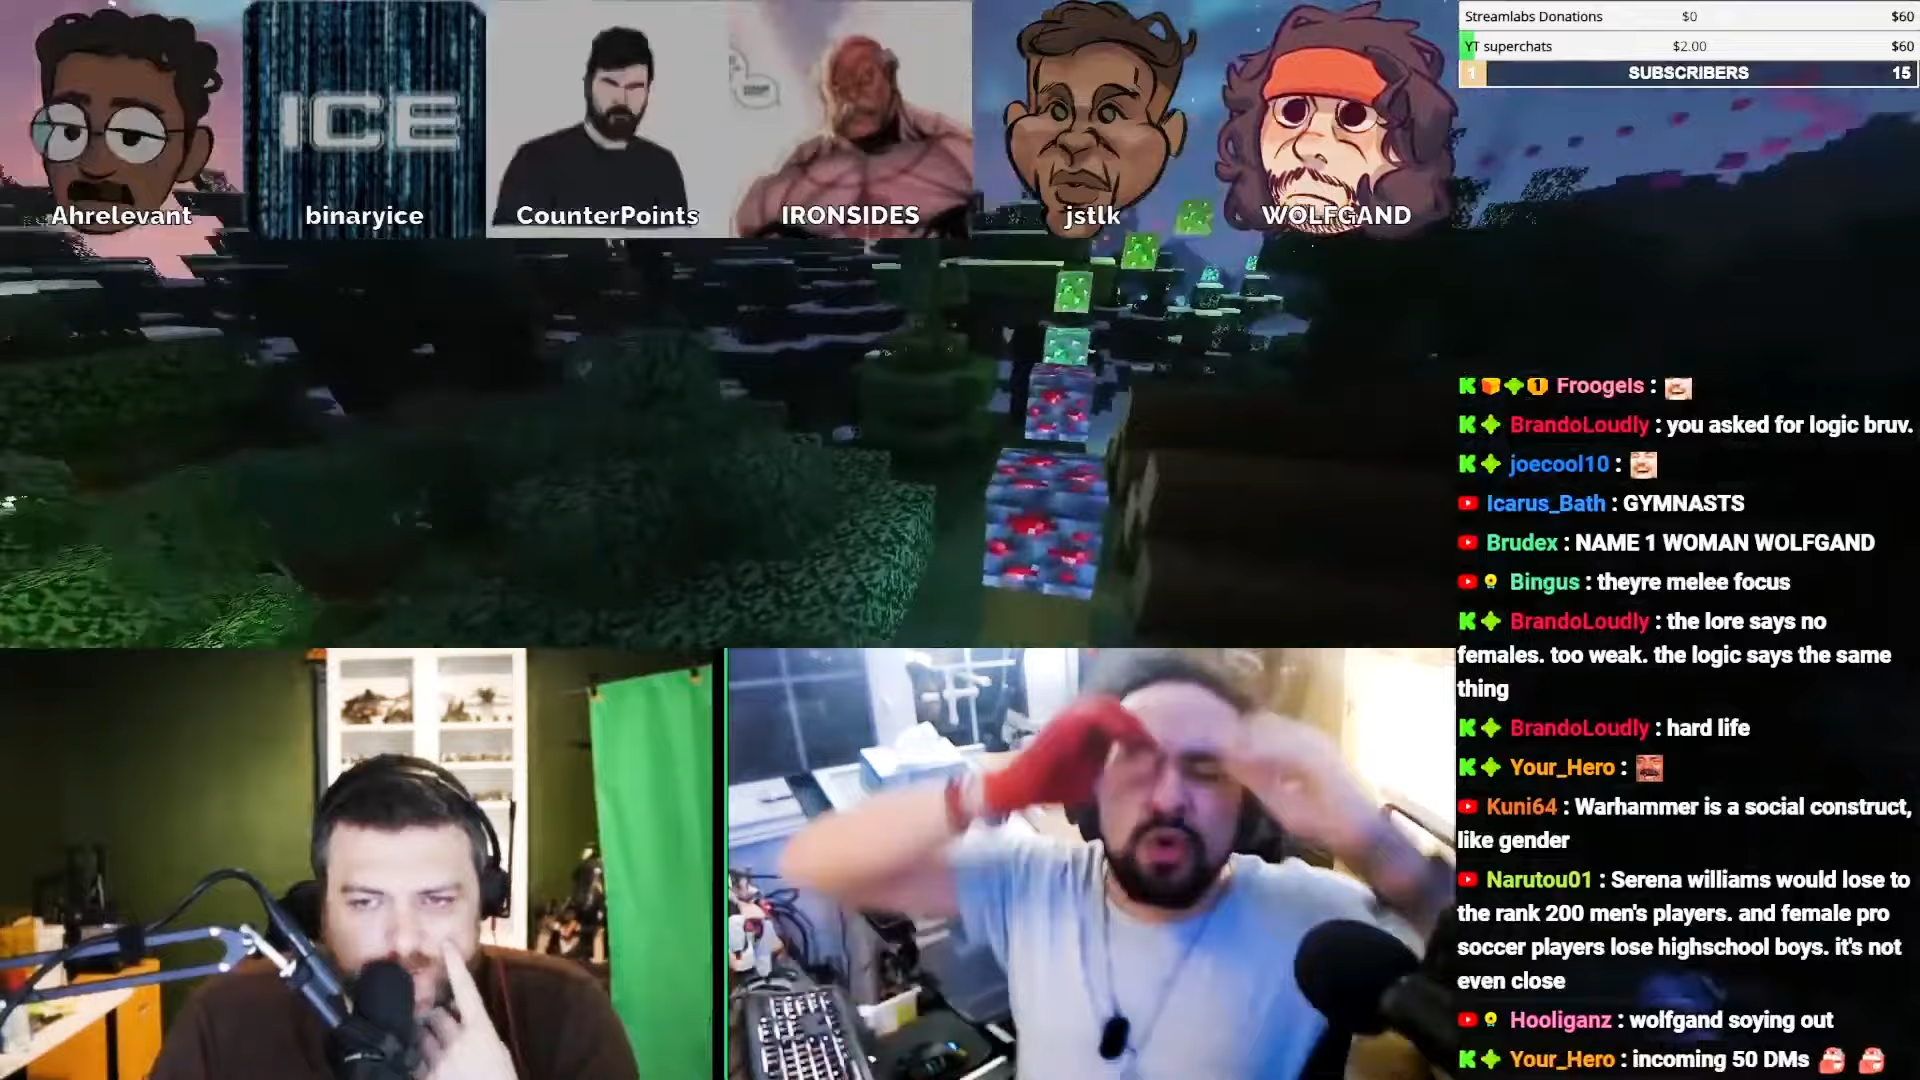 Streamlabs Donations $0 $60
YT superchats $2.00 $60
1 SUBSCRIBERS 15
ICE
Ahrelevant binaryice CounterPoints IRONSIDES jstlk WOLFGAND
Froogels :
BrandoLoudly : you asked for logic bruv.
joecool10 :
Icarus_Bath : GYMNASTS
Brudex : NAME 1 WOMAN WOLFGAND
Bingus : theyre melee focus
BrandoLoudly : the lore says no
females. too weak. the logic says the same
thing
BrandoLoudly : hard life
Your_Hero :
Kuni64 : Warhammer is a social construct,
like gender
Narutou01 : Serena williams would lose to
the rank 200 men's players. and female pro
soccer players lose highschool boys. it's not
even close
Hooliganz : wolfgand soying out
Your_Hero : incoming 50 DMs